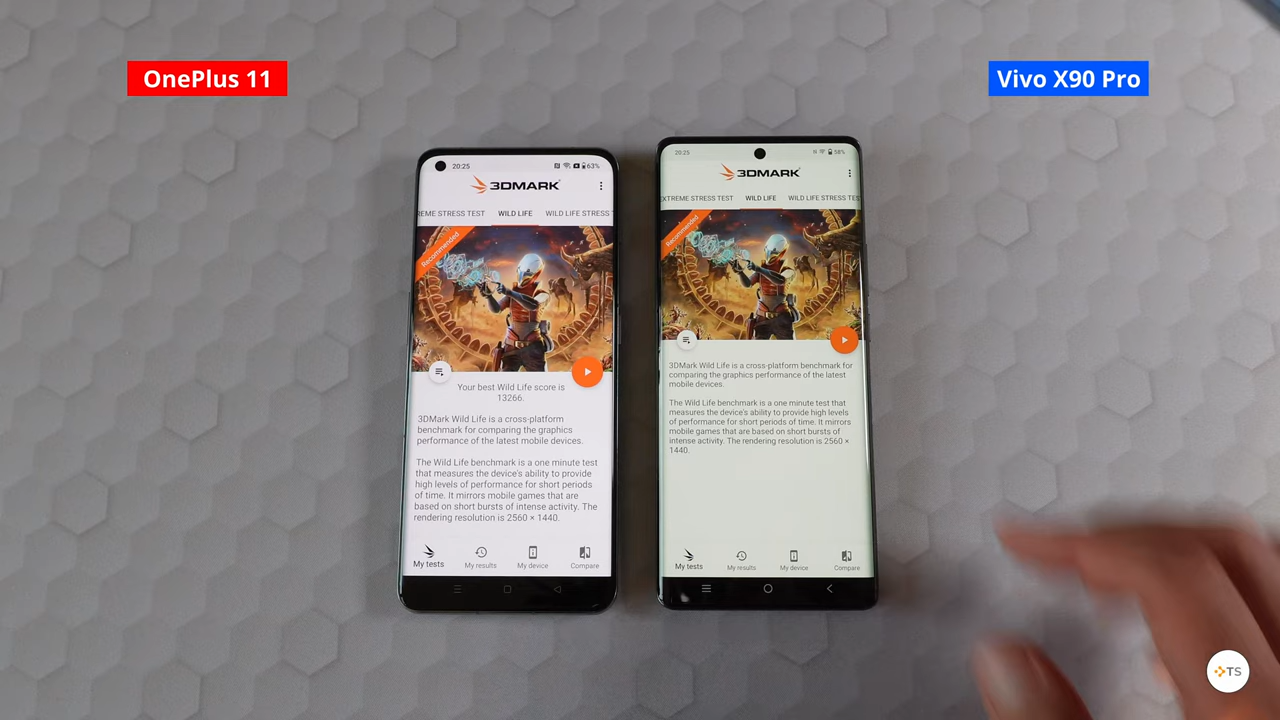 OnePlus 11
Vivo X90 Pro
20:25
63%
3DMARK
REME STRESS TEST
WILD LIFE
WILD LIFE STRESS T
Recommended
Your best Wild Life score is
13266.
3DMark Wild Life is a cross-platform
benchmark for comparing the graphics
performance of the latest mobile devices.
The Wild Life benchmark is a one minute test
that measures the device's ability to provide
high levels of performance for short periods
of time. It mirrors mobile games that are
based on short bursts of intense activity. The
rendering resolution is 2560 × 1440.
My tests
My results
My device
Compare
20:25
58%
3DMARK
EXTREME STRESS TEST
WILD LIFE
WILD LIFE STRESS TES
Recommended
3DMark Wild Life is a cross-platform benchmark for
comparing the graphics performance of the latest
mobile devices.
The Wild Life benchmark is a one minute test that
measures the device's ability to provide high levels
of performance for short periods of time. It mirrors
mobile games that are based on short bursts of
intense activity. The rendering resolution is 2560 ×
1440.
My tests
My results
My device
Compare
TS